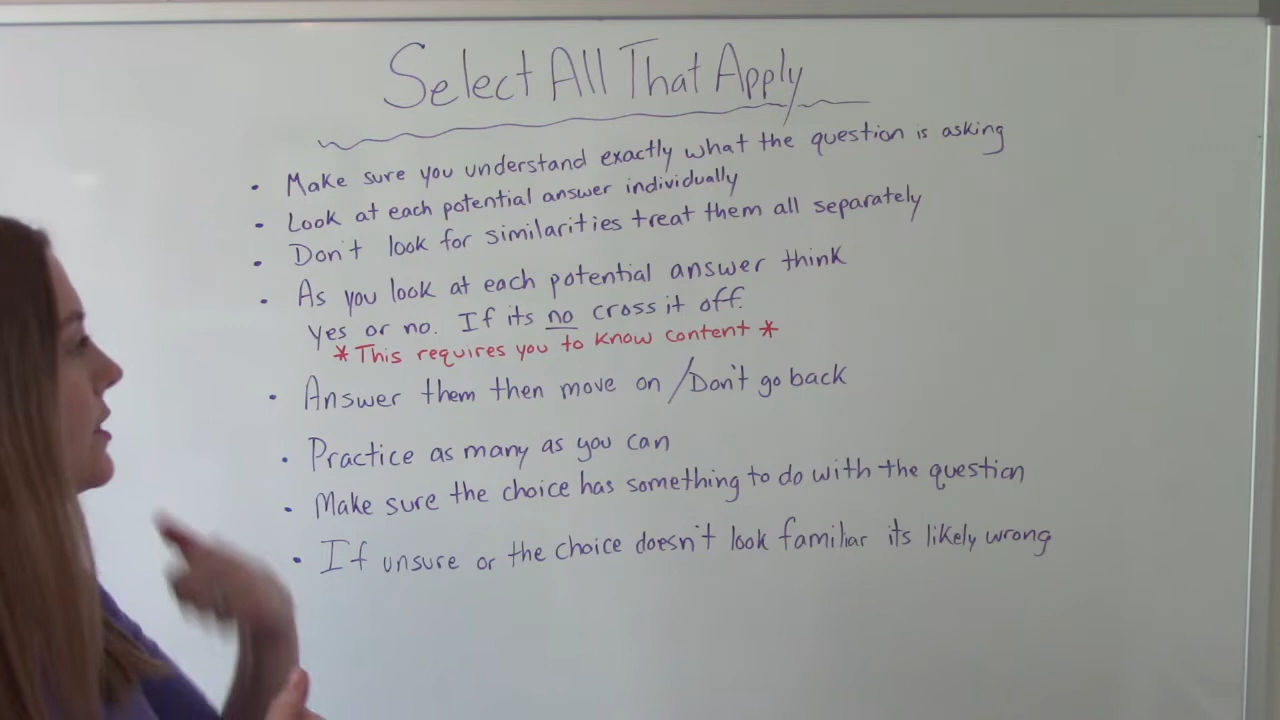 Select All That Apply
• Make sure you understand exactly what the question is asking
• Look at each potential answer individually
• Don't look for similarities treat them all separately
• As you look at each potential answer think
Yes or no. If its no cross it off.
*This requires you to know content*
• Answer them then move on / Don't go back
• Practice as many as you can
• Make sure the choice has something to do with the question
• If unsure or the choice doesn't look familiar its likely wrong